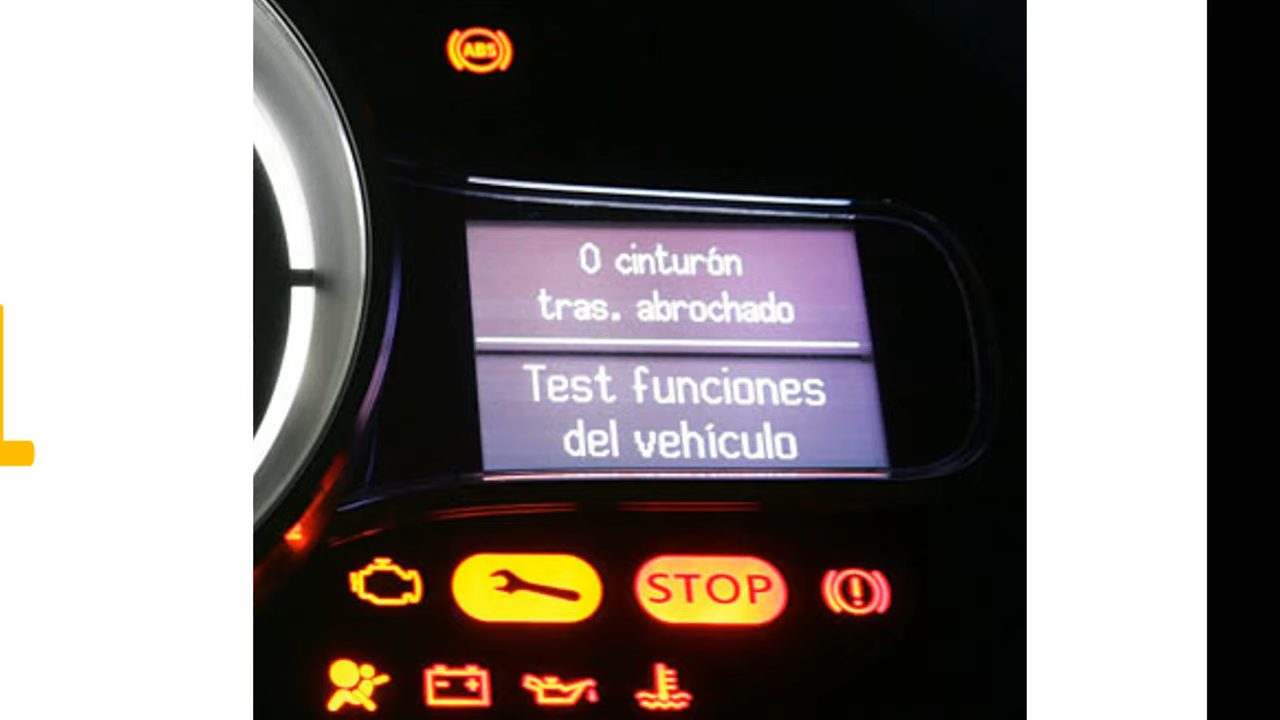 ABS
0 cinturón
tras. abrochado
Test funciones
del vehículo
STOP